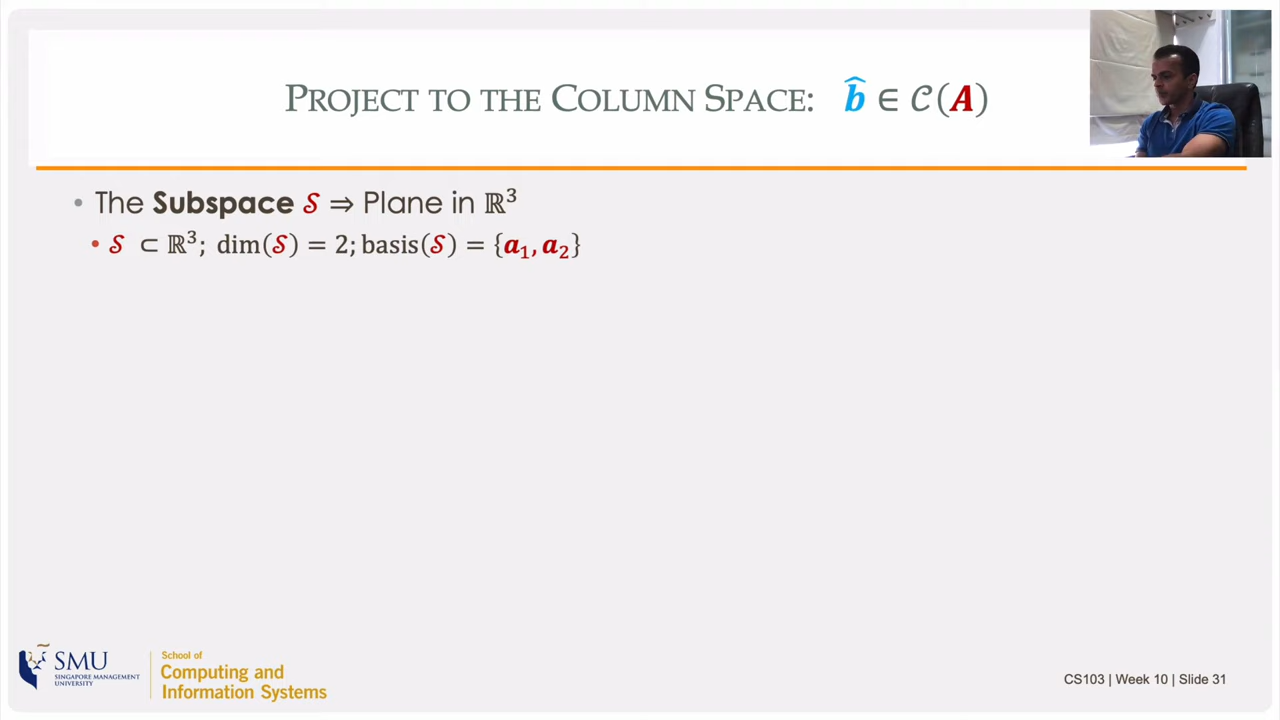 PROJECT TO THE COLUMN SPACE: b̂ ∈ 𝒞(A)
• The Subspace 𝒮 ⇒ Plane in ℝ³
• 𝒮 ⊂ ℝ³; dim(𝒮) = 2; basis(𝒮) = {a₁, a₂}
SMU
SINGAPORE MANAGEMENT
UNIVERSITY
School of
Computing and
Information Systems
CS103 | Week 10 | Slide 31